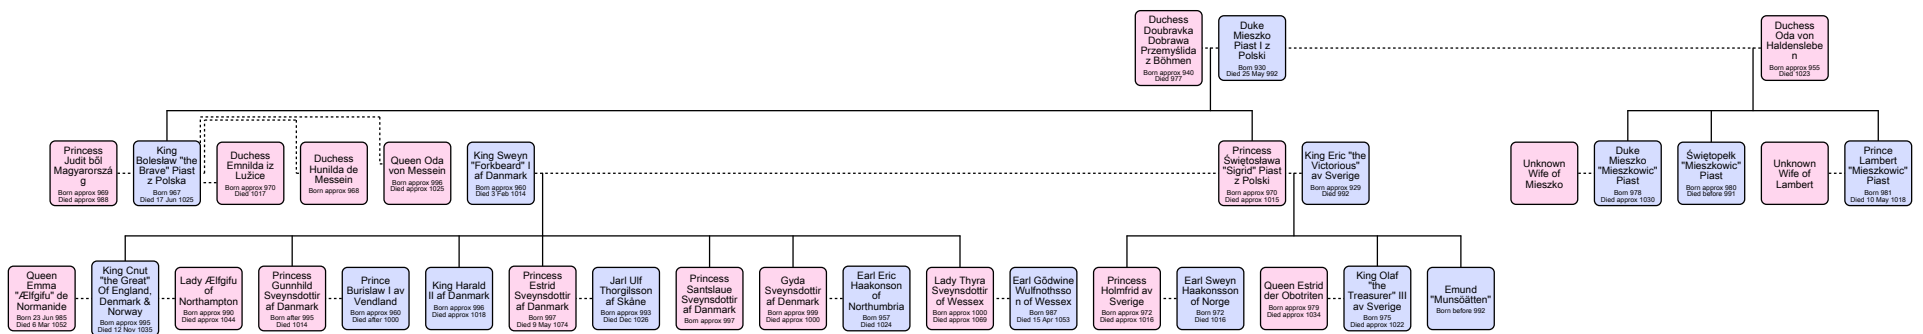 Duchess
Doubravka
Dobrawa
Przemyślida
z Böhmen
Born approx 940
Died 977
Duke
Mieszko
Piast I z
Polski
Born 930
Died 25 May 992
Duchess
Oda von
Haldenslebe
n
Born approx 955
Died 1023
Princess
Judit ből
Magyarorszá
g
Born approx 969
Died approx 988
King
Bolesław "the
Brave" Piast
z Polska
Born 967
Died 17 Jun 1025
Duchess
Emnilda iz
Lužice
Born approx 970
Died 1017
Duchess
Hunilda de
Messein
Born approx 968
Queen Oda
von Messein
Born approx 996
Died approx 1025
King Sweyn
"Forkbeard" I
af Danmark
Born approx 960
Died 3 Feb 1014
Princess
Świętosława
"Sigrid" Piast
z Polski
Born approx 970
Died approx 1015
King Eric "the
Victorious"
av Sverige
Born approx 929
Died 992
Unknown
Wife of
Mieszko
Duke
Mieszko
"Mieszkowic"
Piast
Born 978
Died approx 1030
Świętopełk
"Mieszkowic"
Piast
Born approx 980
Died before 991
Unknown
Wife of
Lambert
Prince
Lambert
"Mieszkowic"
Piast
Born 981
Died 10 May 1018
Queen
Emma
"Ælfgifu" de
Normanide
Born 23 Jun 985
Died 6 Mar 1052
King Cnut
"the Great"
Of England,
Denmark &
Norway
Born approx 995
Died 12 Nov 1035
Lady Ælfgifu
of
Northampton
Born approx 990
Died approx 1044
Princess
Gunnhild
Sveynsdottir
af Danmark
Born after 995
Died 1014
Prince
Burislaw I av
Vendland
Born approx 960
Died after 1000
King Harald
II af Danmark
Born approx 996
Died approx 1018
Princess
Estrid
Sveynsdottir
af Danmark
Born 997
Died 9 May 1074
Jarl Ulf
Thorgilsson
af Skåne
Born approx 993
Died Dec 1026
Princess
Santslaue
Sveynsdottir
af Danmark
Born approx 997
Gyda
Sveynsdottir
af Denmark
Born approx 999
Died approx 1000
Earl Eric
Haakonson
of
Northumbria
Born 957
Died 1024
Lady Thyra
Sveynsdottir
of Wessex
Born approx 1000
Died approx 1069
Earl Gōdwine
Wulfnothsso
n of Wessex
Born 987
Died 15 Apr 1053
Princess
Holmfrid av
Sverige
Born approx 972
Died approx 1016
Earl Sweyn
Haakonsson
of Norge
Born 972
Died 1016
Queen Estrid
der Obotriten
Born approx 979
Died approx 1034
King Olaf
"the
Treasurer" III
av Sverige
Born 975
Died approx 1022
Emund
"Munsöätten"
Born before 992